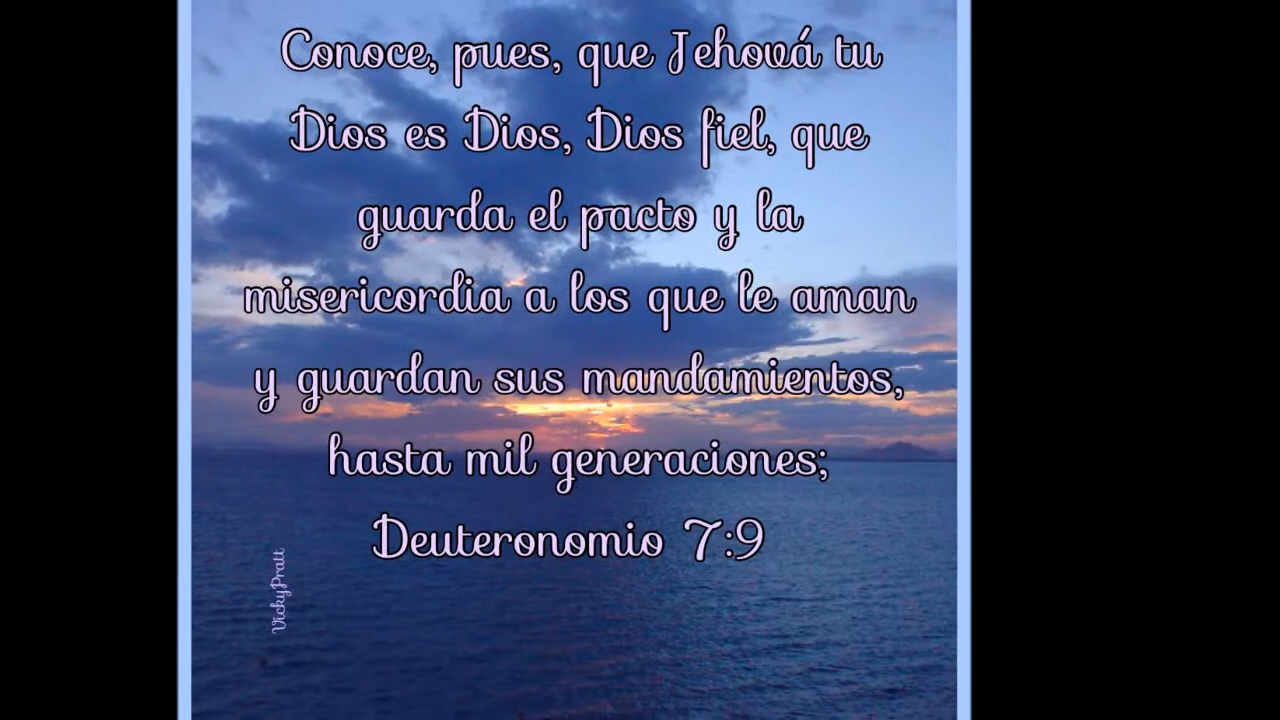 Conoce, pues, que Jehová tu
Dios es Dios, Dios fiel, que
guarda el pacto y la
misericordia a los que le aman
y guardan sus mandamientos,
hasta mil generaciones;
Deuteronomio 7:9
VickyPratt